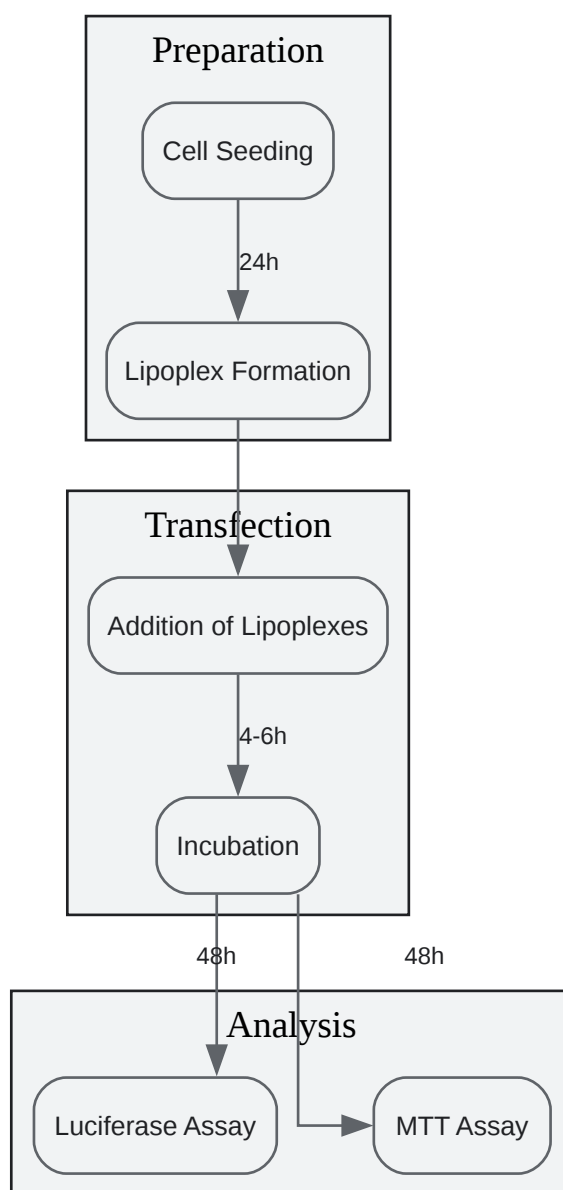 Preparation
Cell Seeding
24h
Lipoplex Formation
Transfection
Addition of Lipoplexes
4-6h
Incubation
48h
48h
Analysis
Luciferase Assay
MTT Assay